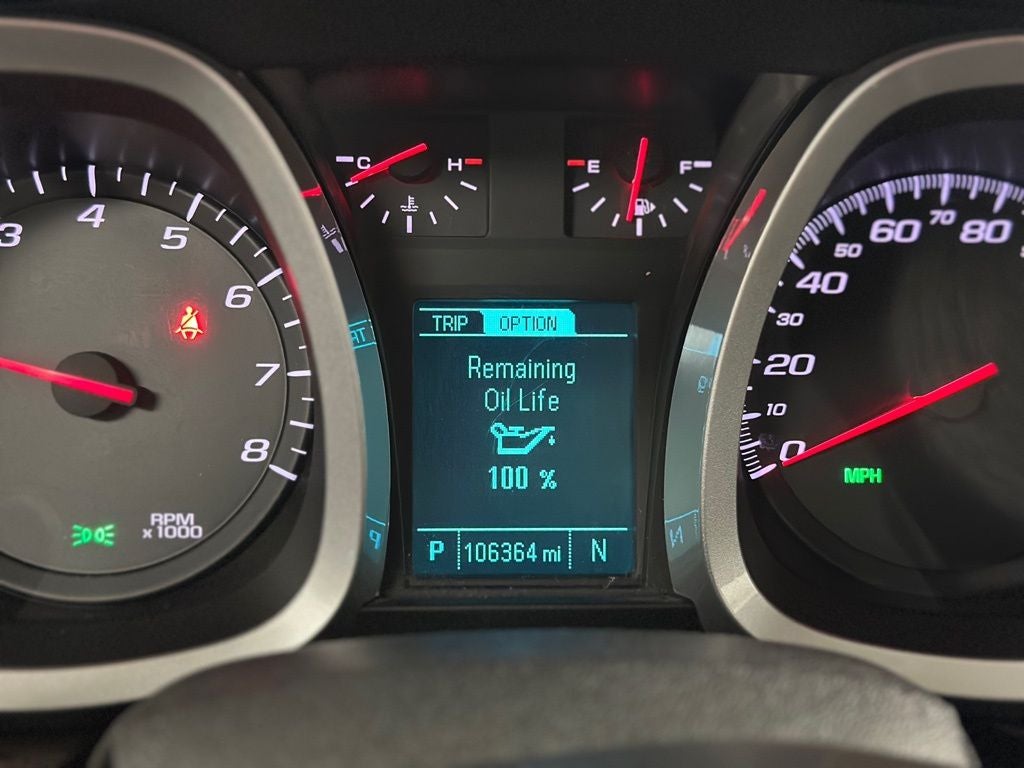 C H
E F
3 4 5 6 7 8
RPM
x 1000
TRIP OPTION
Remaining
Oil Life
100 %
P 106364 mi N
0 10 20 30 40 50 60 70 80
MPH